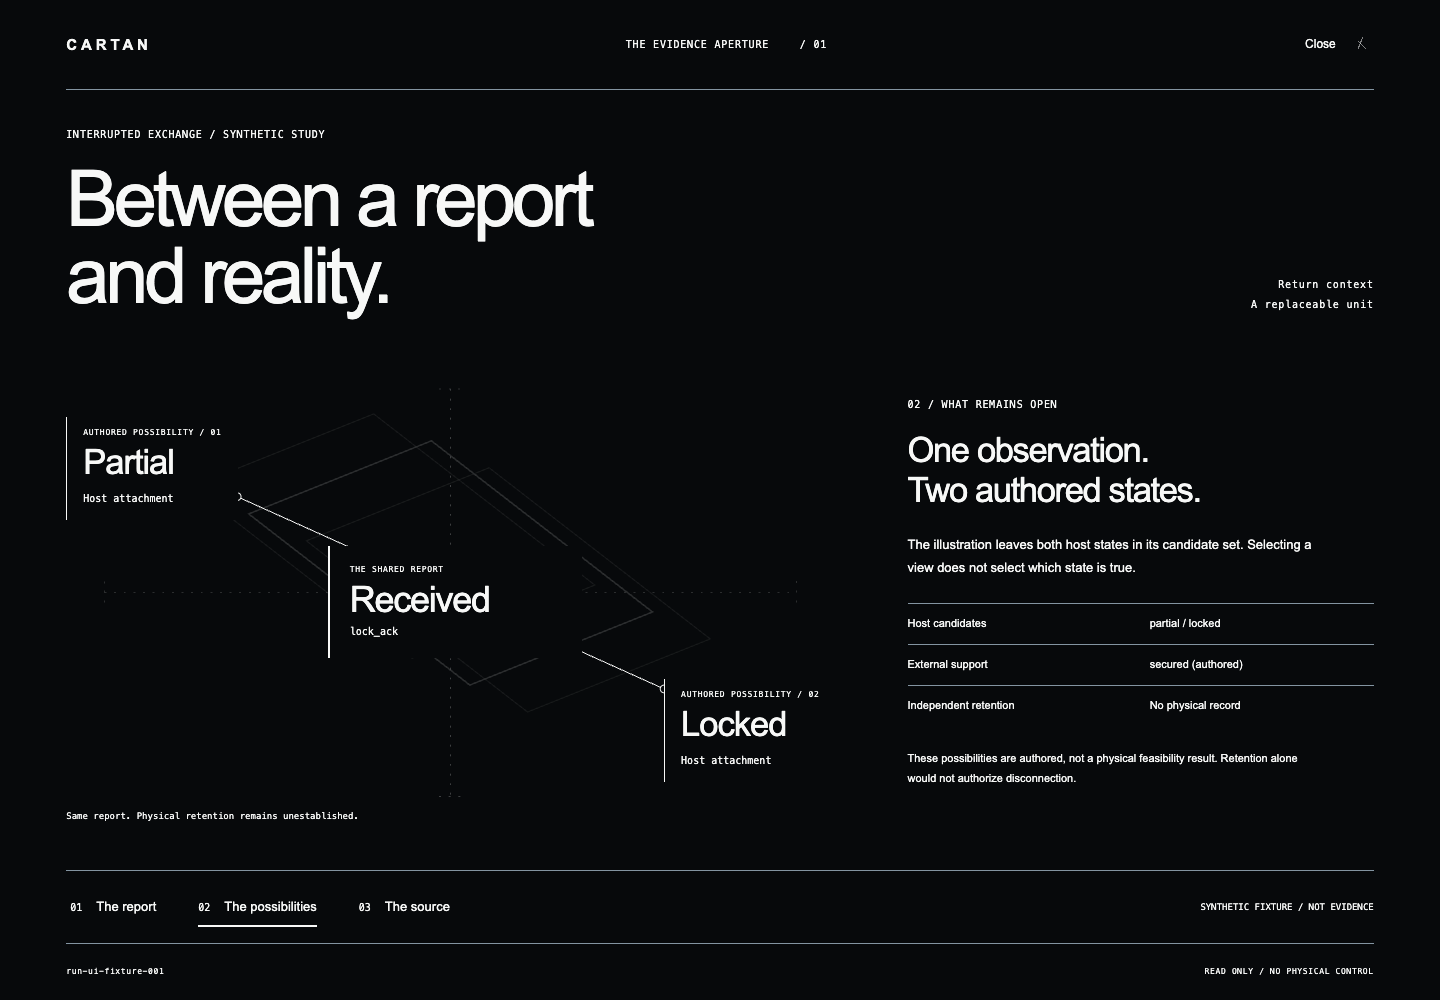 CARTAN
THE EVIDENCE APERTURE / 01
Close
INTERRUPTED EXCHANGE / SYNTHETIC STUDY
Between a report
and reality.
Return context
A replaceable unit
AUTHORED POSSIBILITY / 01
Partial
Host attachment
THE SHARED REPORT
Received
lock_ack
AUTHORED POSSIBILITY / 02
Locked
Host attachment
Same report. Physical retention remains unestablished.
02 / WHAT REMAINS OPEN
One observation.
Two authored states.
The illustration leaves both host states in its candidate set. Selecting a
view does not select which state is true.
Host candidates partial / locked
External support secured (authored)
Independent retention No physical record
These possibilities are authored, not a physical feasibility result. Retention alone
would not authorize disconnection.
01 The report 02 The possibilities 03 The source
SYNTHETIC FIXTURE / NOT EVIDENCE
run-ui-fixture-001
READ ONLY / NO PHYSICAL CONTROL